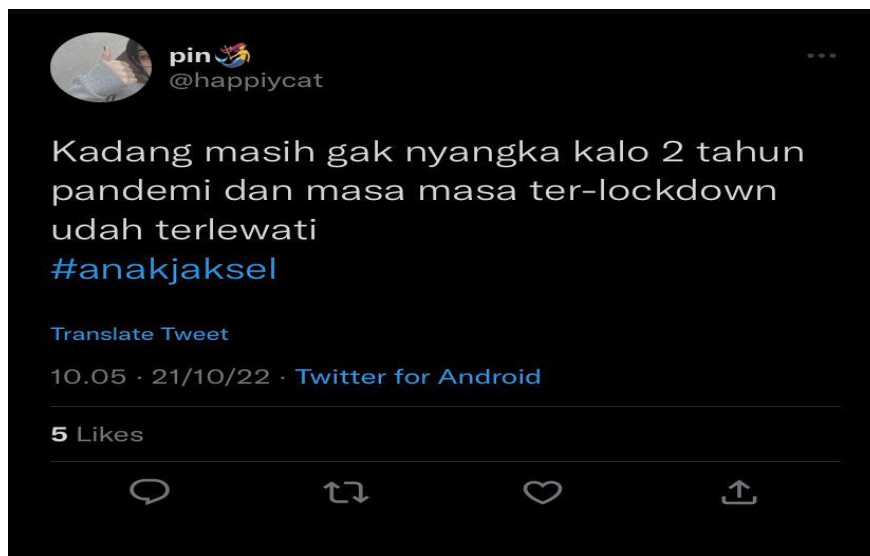 pin
@happiycat
Kadang masih gak nyangka kalo 2 tahun
pandemi dan masa masa ter-lockdown
udah terlewati
#anakjaksel
Translate Tweet
10.05 · 21/10/22 · Twitter for Android
5 Likes